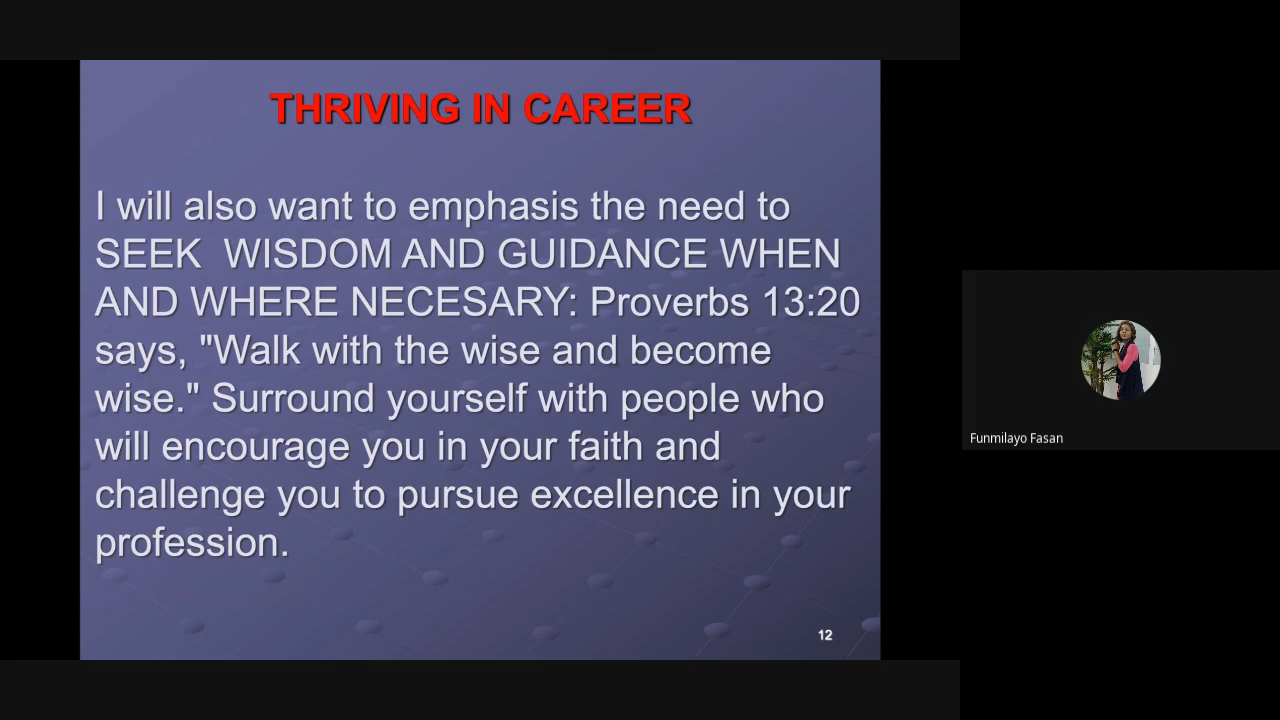 THRIVING IN CAREER
I will also want to emphasis the need to
SEEK  WISDOM AND GUIDANCE WHEN
AND WHERE NECESARY: Proverbs 13:20
says, "Walk with the wise and become
wise." Surround yourself with people who
will encourage you in your faith and
challenge you to pursue excellence in your
profession.
12
Funmilayo Fasan